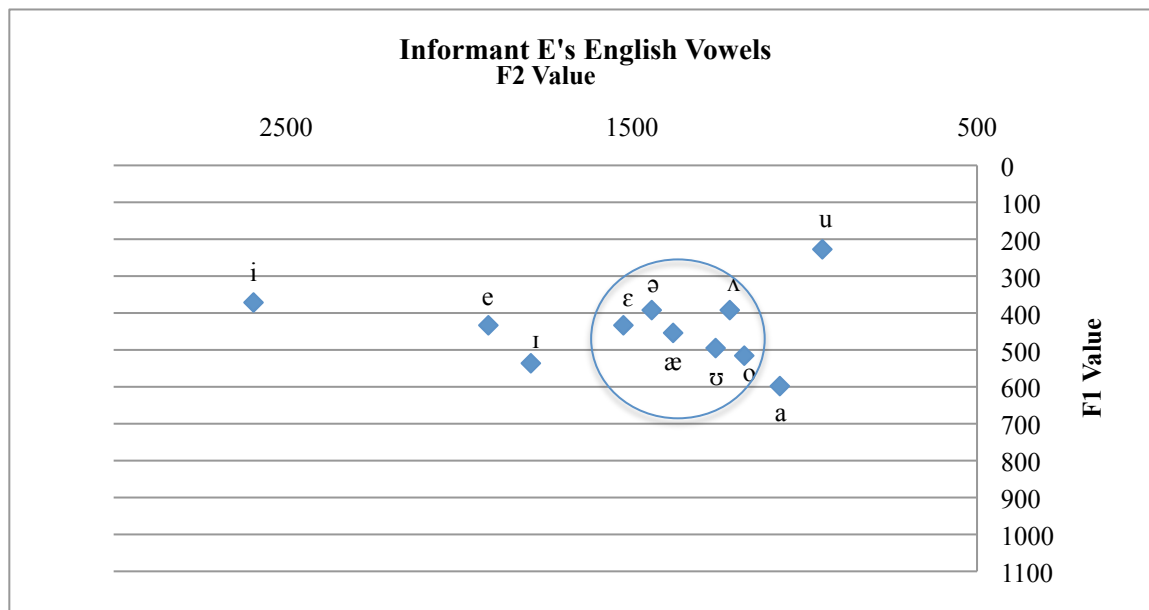 Informant E's English Vowels
F2 Value
2500 1500 500
0
100
u
200
i
300
e ɛ ə ʌ
400
ɪ
500
æ ʊ o
600
a
700
800
900
1000
1100
F1 Value